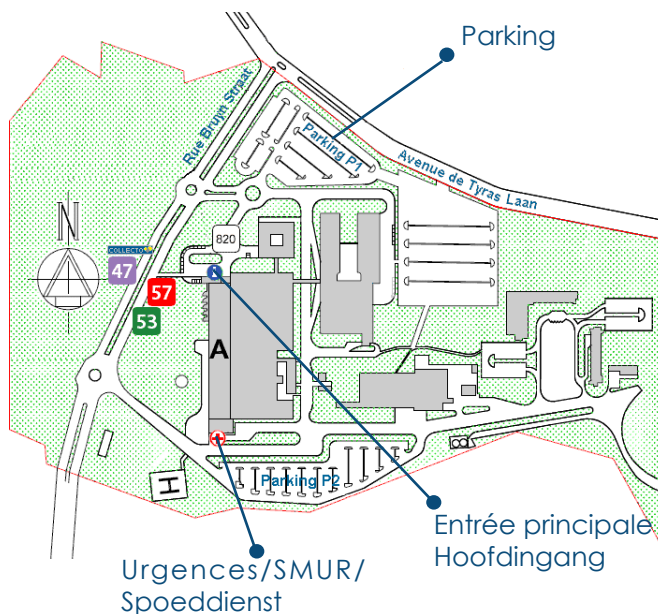 Parking
Rue Bruyn Straat
Parking P1
Avenue de Tyras Laan
N
820
COLLECTO
47
57
53
A
H
Parking P2
Entrée principale
Hoofdingang
Urgences/SMUR/
Spoeddienst